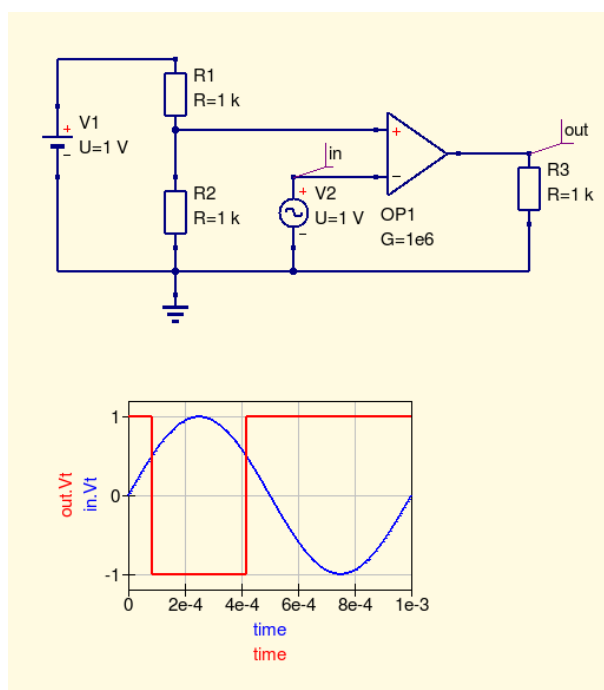 R1
R=1 k
V1
U=1 V
+
−
R2
R=1 k
in
+
V2
U=1 V
−
+
−
OP1
G=1e6
out
R3
R=1 k
out.Vt
in.Vt
1
0
-1
0 2e-4 4e-4 6e-4 8e-4 1e-3
time
time